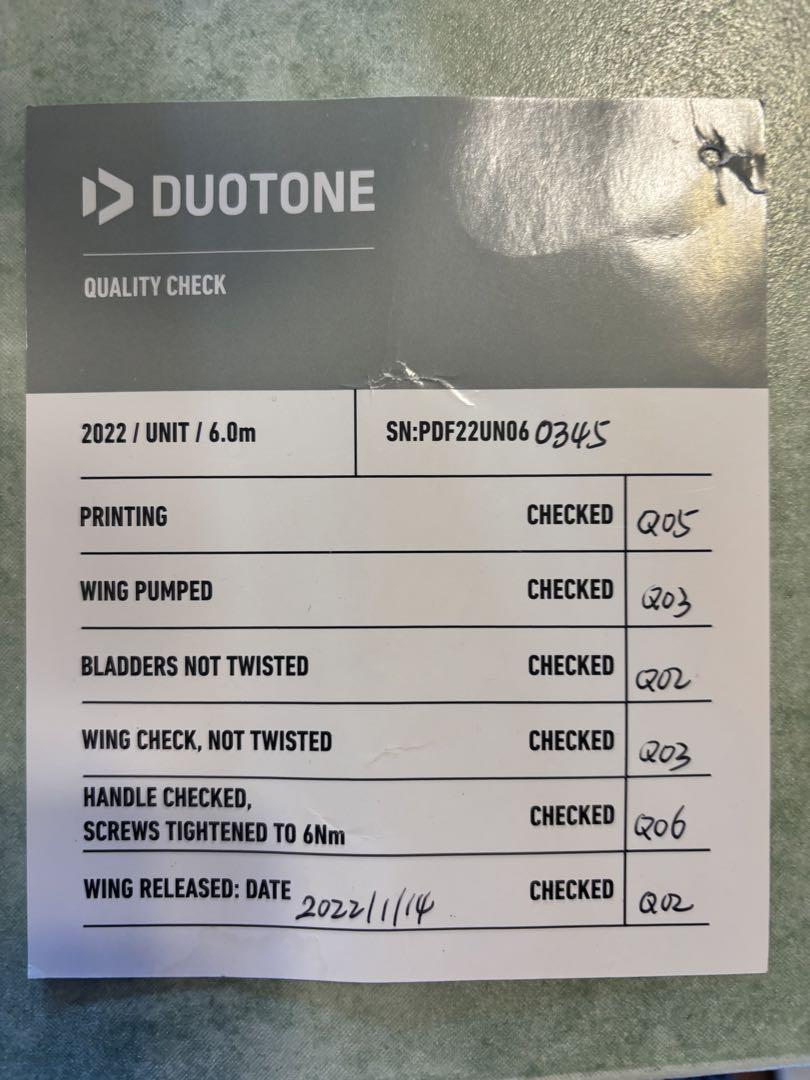 DUOTONE
QUALITY CHECK
2022 / UNIT / 6.0m SN:PDF22UN06 0345
PRINTING CHECKED Q05
WING PUMPED CHECKED Q03
BLADDERS NOT TWISTED CHECKED Q02
WING CHECK, NOT TWISTED CHECKED Q03
HANDLE CHECKED,
SCREWS TIGHTENED TO 6Nm CHECKED Q06
WING RELEASED: DATE 2022/1/14 CHECKED Q02